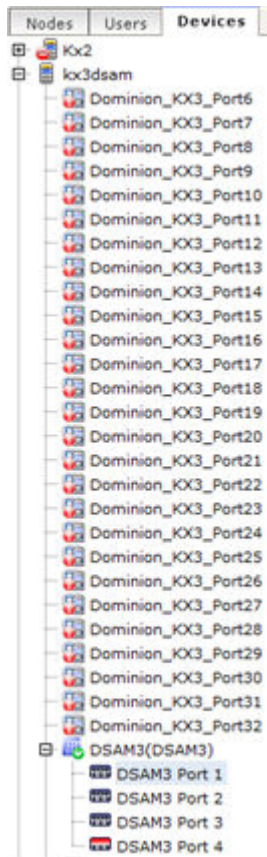 Nodes Users Devices
Kx2
kx3dsam
Dominion_KX3_Port6
Dominion_KX3_Port7
Dominion_KX3_Port8
Dominion_KX3_Port9
Dominion_KX3_Port10
Dominion_KX3_Port11
Dominion_KX3_Port12
Dominion_KX3_Port13
Dominion_KX3_Port14
Dominion_KX3_Port15
Dominion_KX3_Port16
Dominion_KX3_Port17
Dominion_KX3_Port18
Dominion_KX3_Port19
Dominion_KX3_Port20
Dominion_KX3_Port21
Dominion_KX3_Port22
Dominion_KX3_Port23
Dominion_KX3_Port24
Dominion_KX3_Port25
Dominion_KX3_Port26
Dominion_KX3_Port27
Dominion_KX3_Port28
Dominion_KX3_Port29
Dominion_KX3_Port30
Dominion_KX3_Port31
Dominion_KX3_Port32
DSAM3(DSAM3)
DSAM3 Port 1
DSAM3 Port 2
DSAM3 Port 3
DSAM3 Port 4